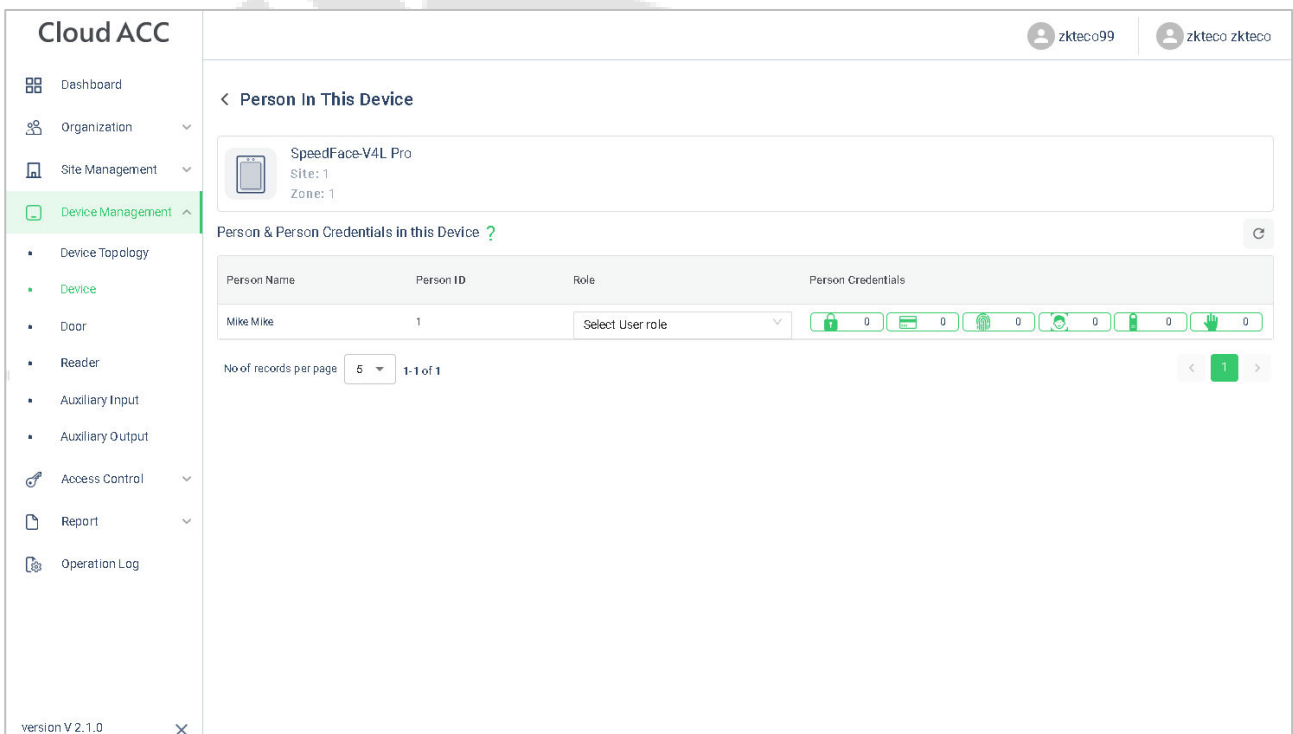 Cloud ACC
zkteco99
zkteco zkteco
Dashboard
Organization
Site Management
Device Management
Device Topology
Device
Door
Reader
Auxiliary Input
Auxiliary Output
Access Control
Report
Operation Log
version V 2.1.0
Person In This Device
SpeedFace-V4L Pro
Site: 1
Zone: 1
Person & Person Credentials in this Device ?
Person Name Person ID Role Person Credentials
Mike Mike 1 Select User role 0 0 0 0 0 0
No of records per page 5 1-1 of 1 < 1 >